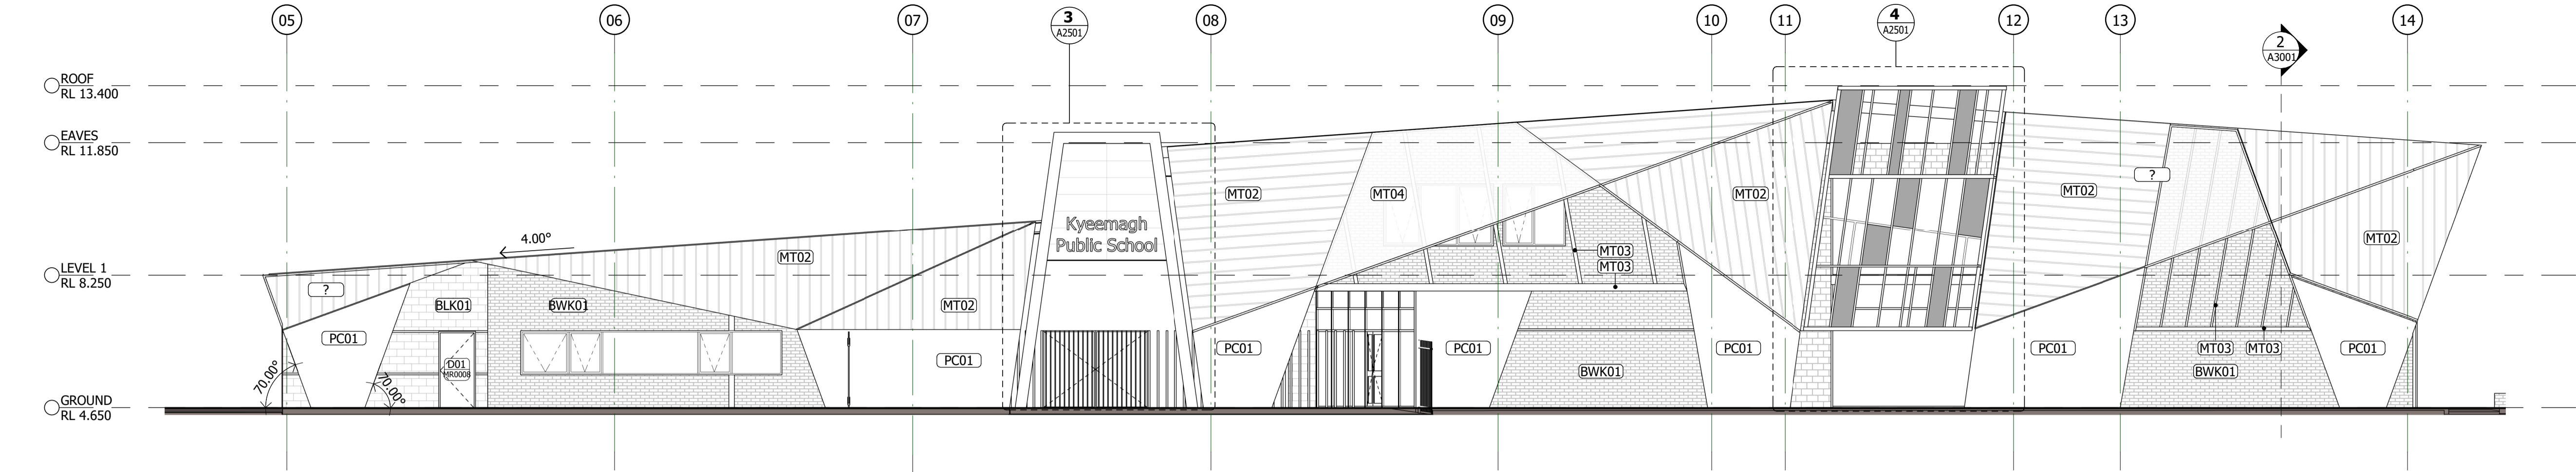 05
06
07
3
A2501
08
09
10
11
4
A2501
12
13
2
A3001
14
ROOF
RL 13.400
EAVES
RL 11.850
LEVEL 1
RL 8.250
GROUND
RL 4.650
4.00°
MT02
?
BLK01
BWK01
MT02
PC01
PC01
D01
MR0008
70.00°
70.00°
Kyeemagh
Public School
MT02
MT04
MT02
MT03
MT03
PC01
PC01
BWK01
PC01
MT02
?
MT02
PC01
MT03
MT03
BWK01
PC01